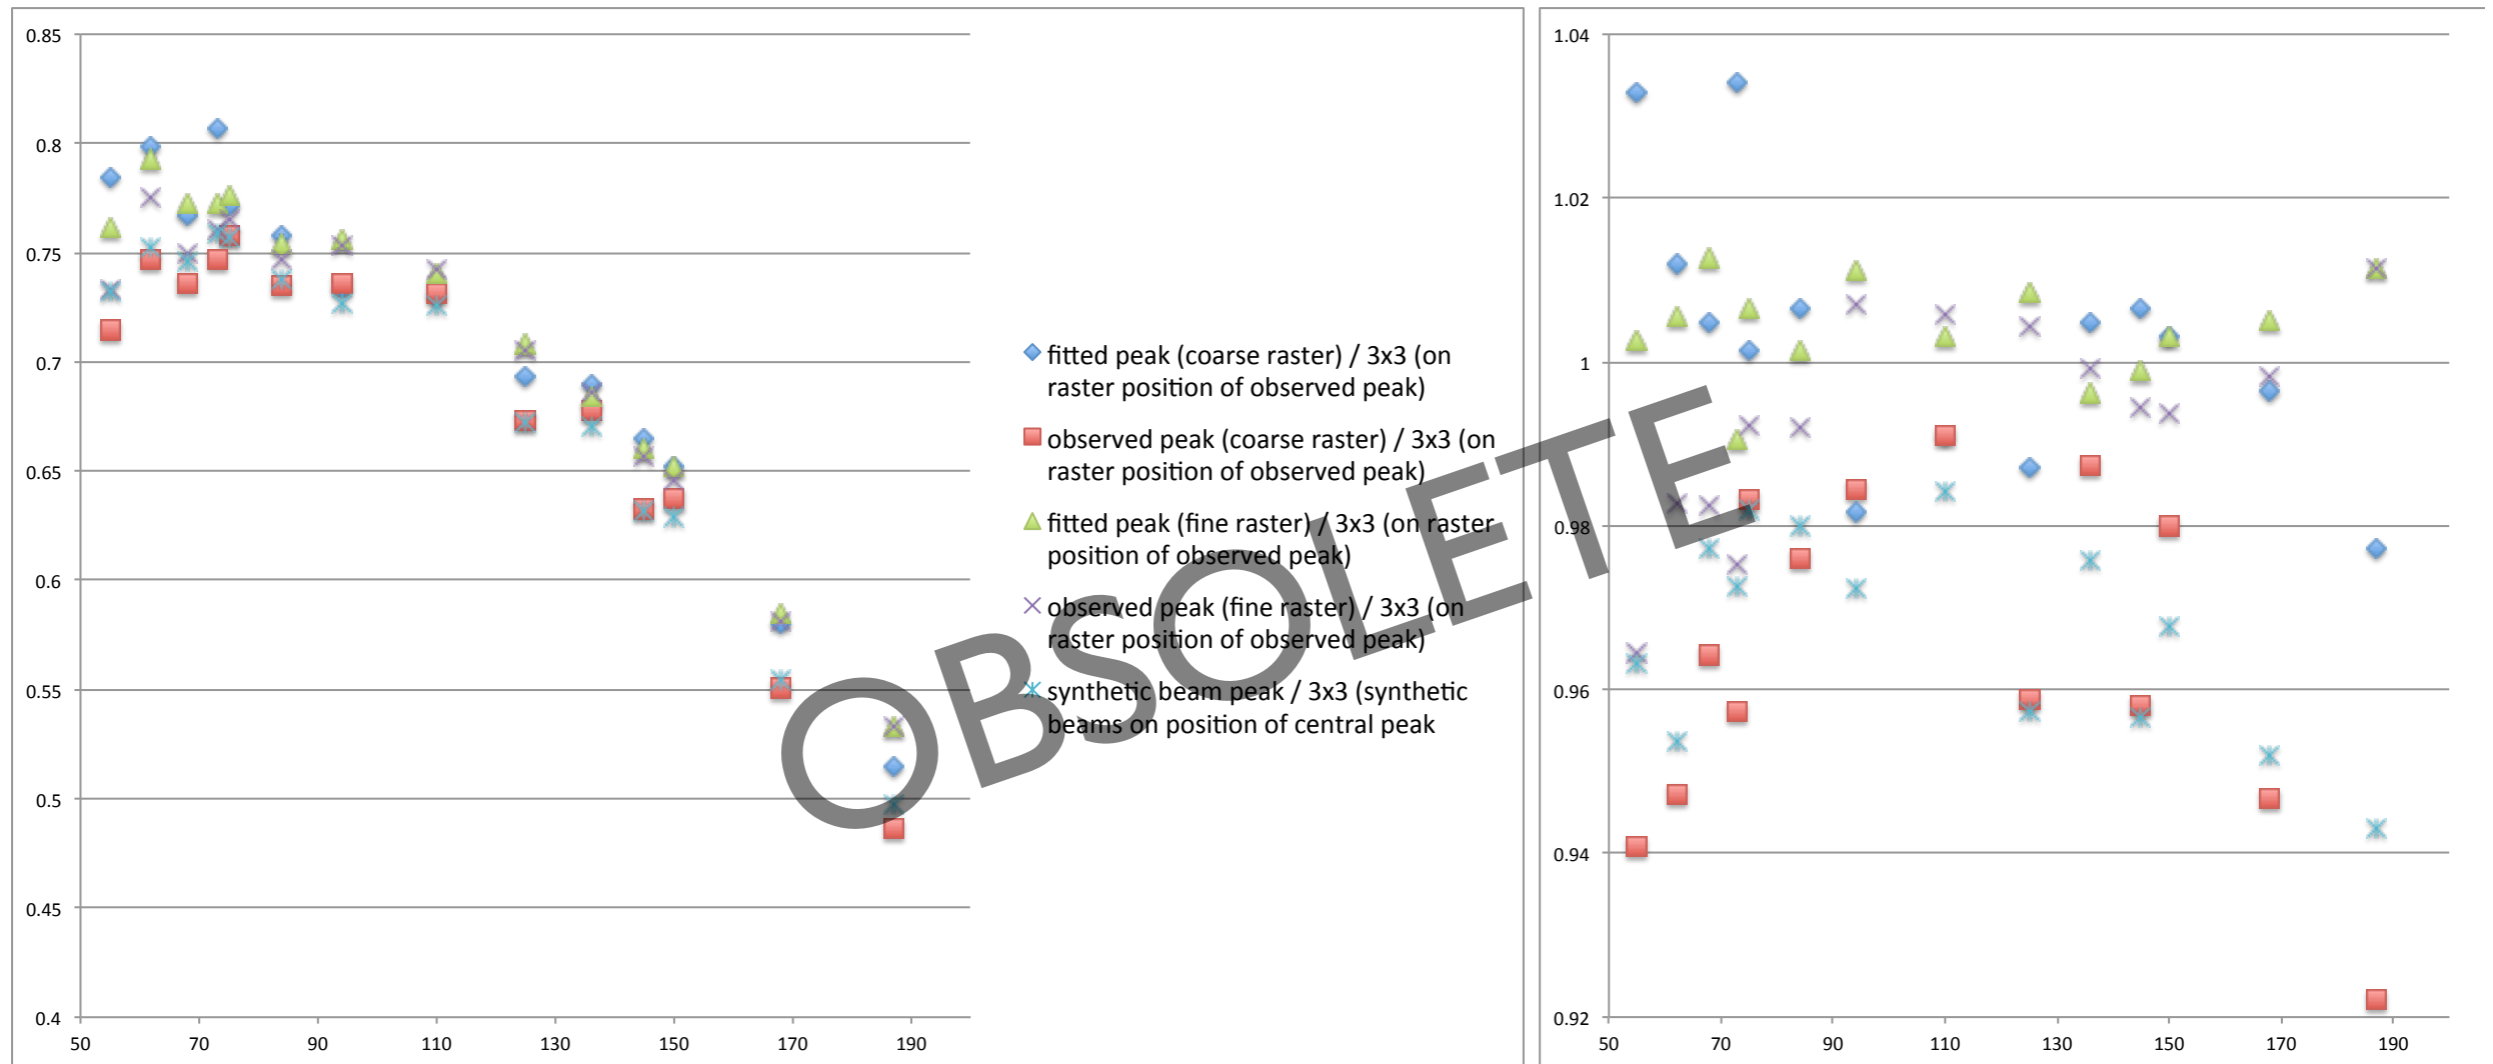 0.85
0.8
0.75
0.7
0.65
0.6
0.55
0.5
0.45
0.4
50 70 90 110 130 150 170 190
fitted peak (coarse raster) / 3x3 (on
raster position of observed peak)
observed peak (coarse raster) / 3x3 (on
raster position of observed peak)
fitted peak (fine raster) / 3x3 (on raster
position of observed peak)
observed peak (fine raster) / 3x3 (on
raster position of observed peak)
synthetic beam peak / 3x3 (synthetic
beams on position of central peak
OBSOLETE
1.04
1.02
1
0.98
0.96
0.94
0.92
50 70 90 110 130 150 170 190